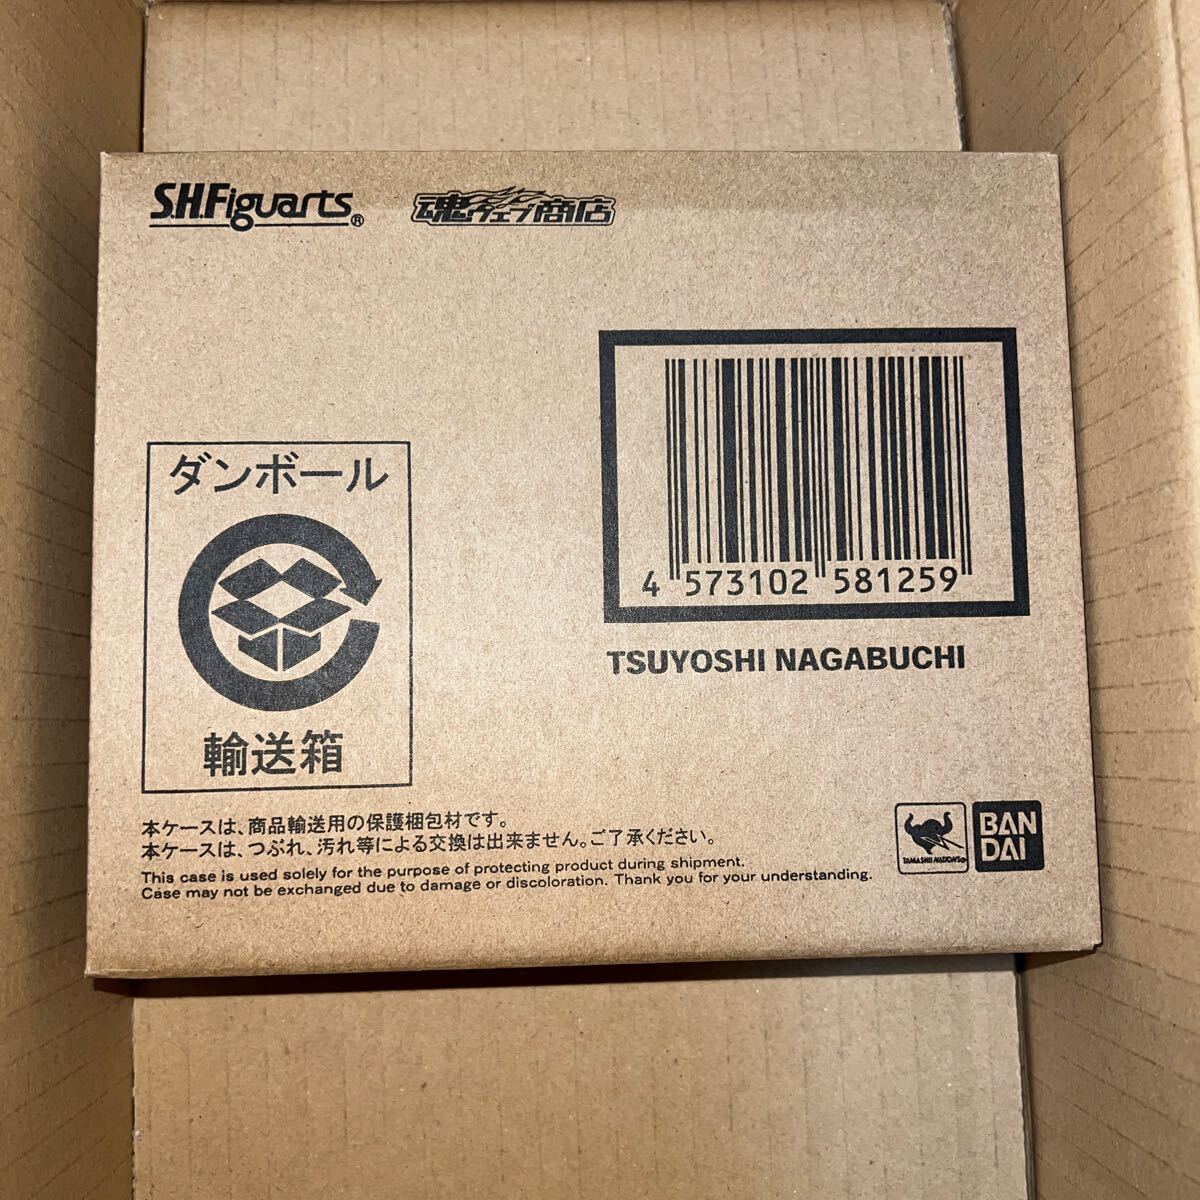 S.H.Figuarts®
魂ウェブ商店
4 573102 581259
TSUYOSHI NAGABUCHI
ダンボール
輸送箱
本ケースは、商品輸送用の保護梱包材です。
本ケースは、つぶれ、汚れ等による交換は出来ません。ご了承ください。
This case is used solely for the purpose of protecting product during shipment.
Case may not be exchanged due to damage or discoloration. Thank you for your understanding.
TAMASHII NATIONS®
BAN
DAI